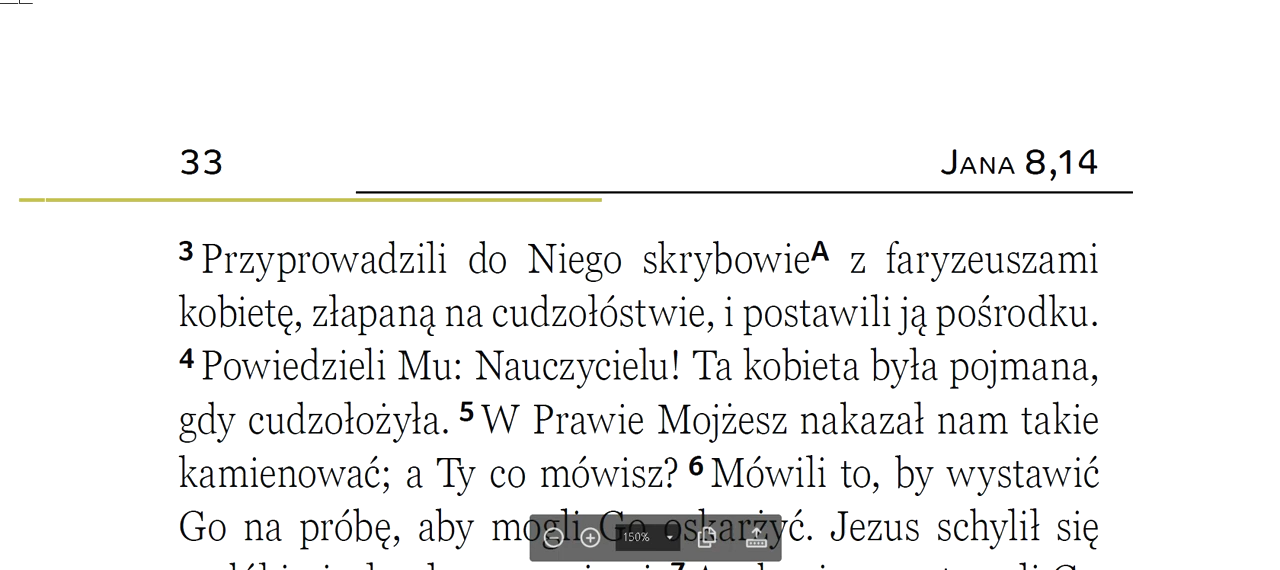 33 Jana 8,14
3 Przyprowadzili do Niego skrybowieA z faryzeuszami
kobietę, złapaną na cudzołóstwie, i postawili ją pośrodku.
4 Powiedzieli Mu: Nauczycielu! Ta kobieta była pojmana,
gdy cudzołożyła. 5 W Prawie Mojżesz nakazał nam takie
kamienować; a Ty co mówisz? 6 Mówili to, by wystawić
Go na próbę, aby mogli Go oskarżyć. Jezus schylił się
150%
7